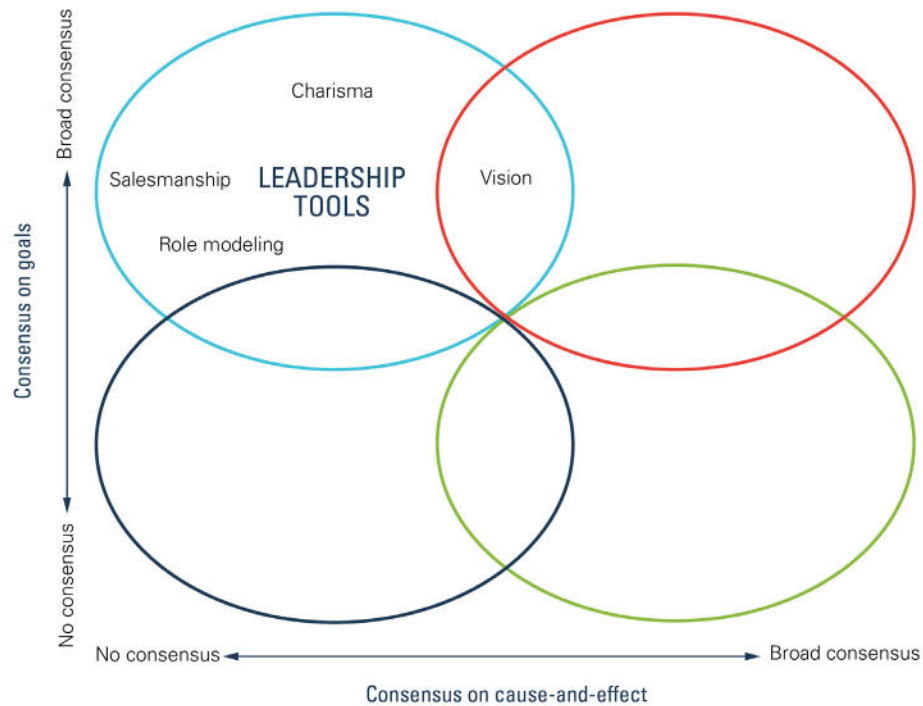 Broad consensus
Charisma
Salesmanship
LEADERSHIP
TOOLS
Vision
Role modeling
Consensus on goals
No consensus
No consensus
Broad consensus
Consensus on cause-and-effect